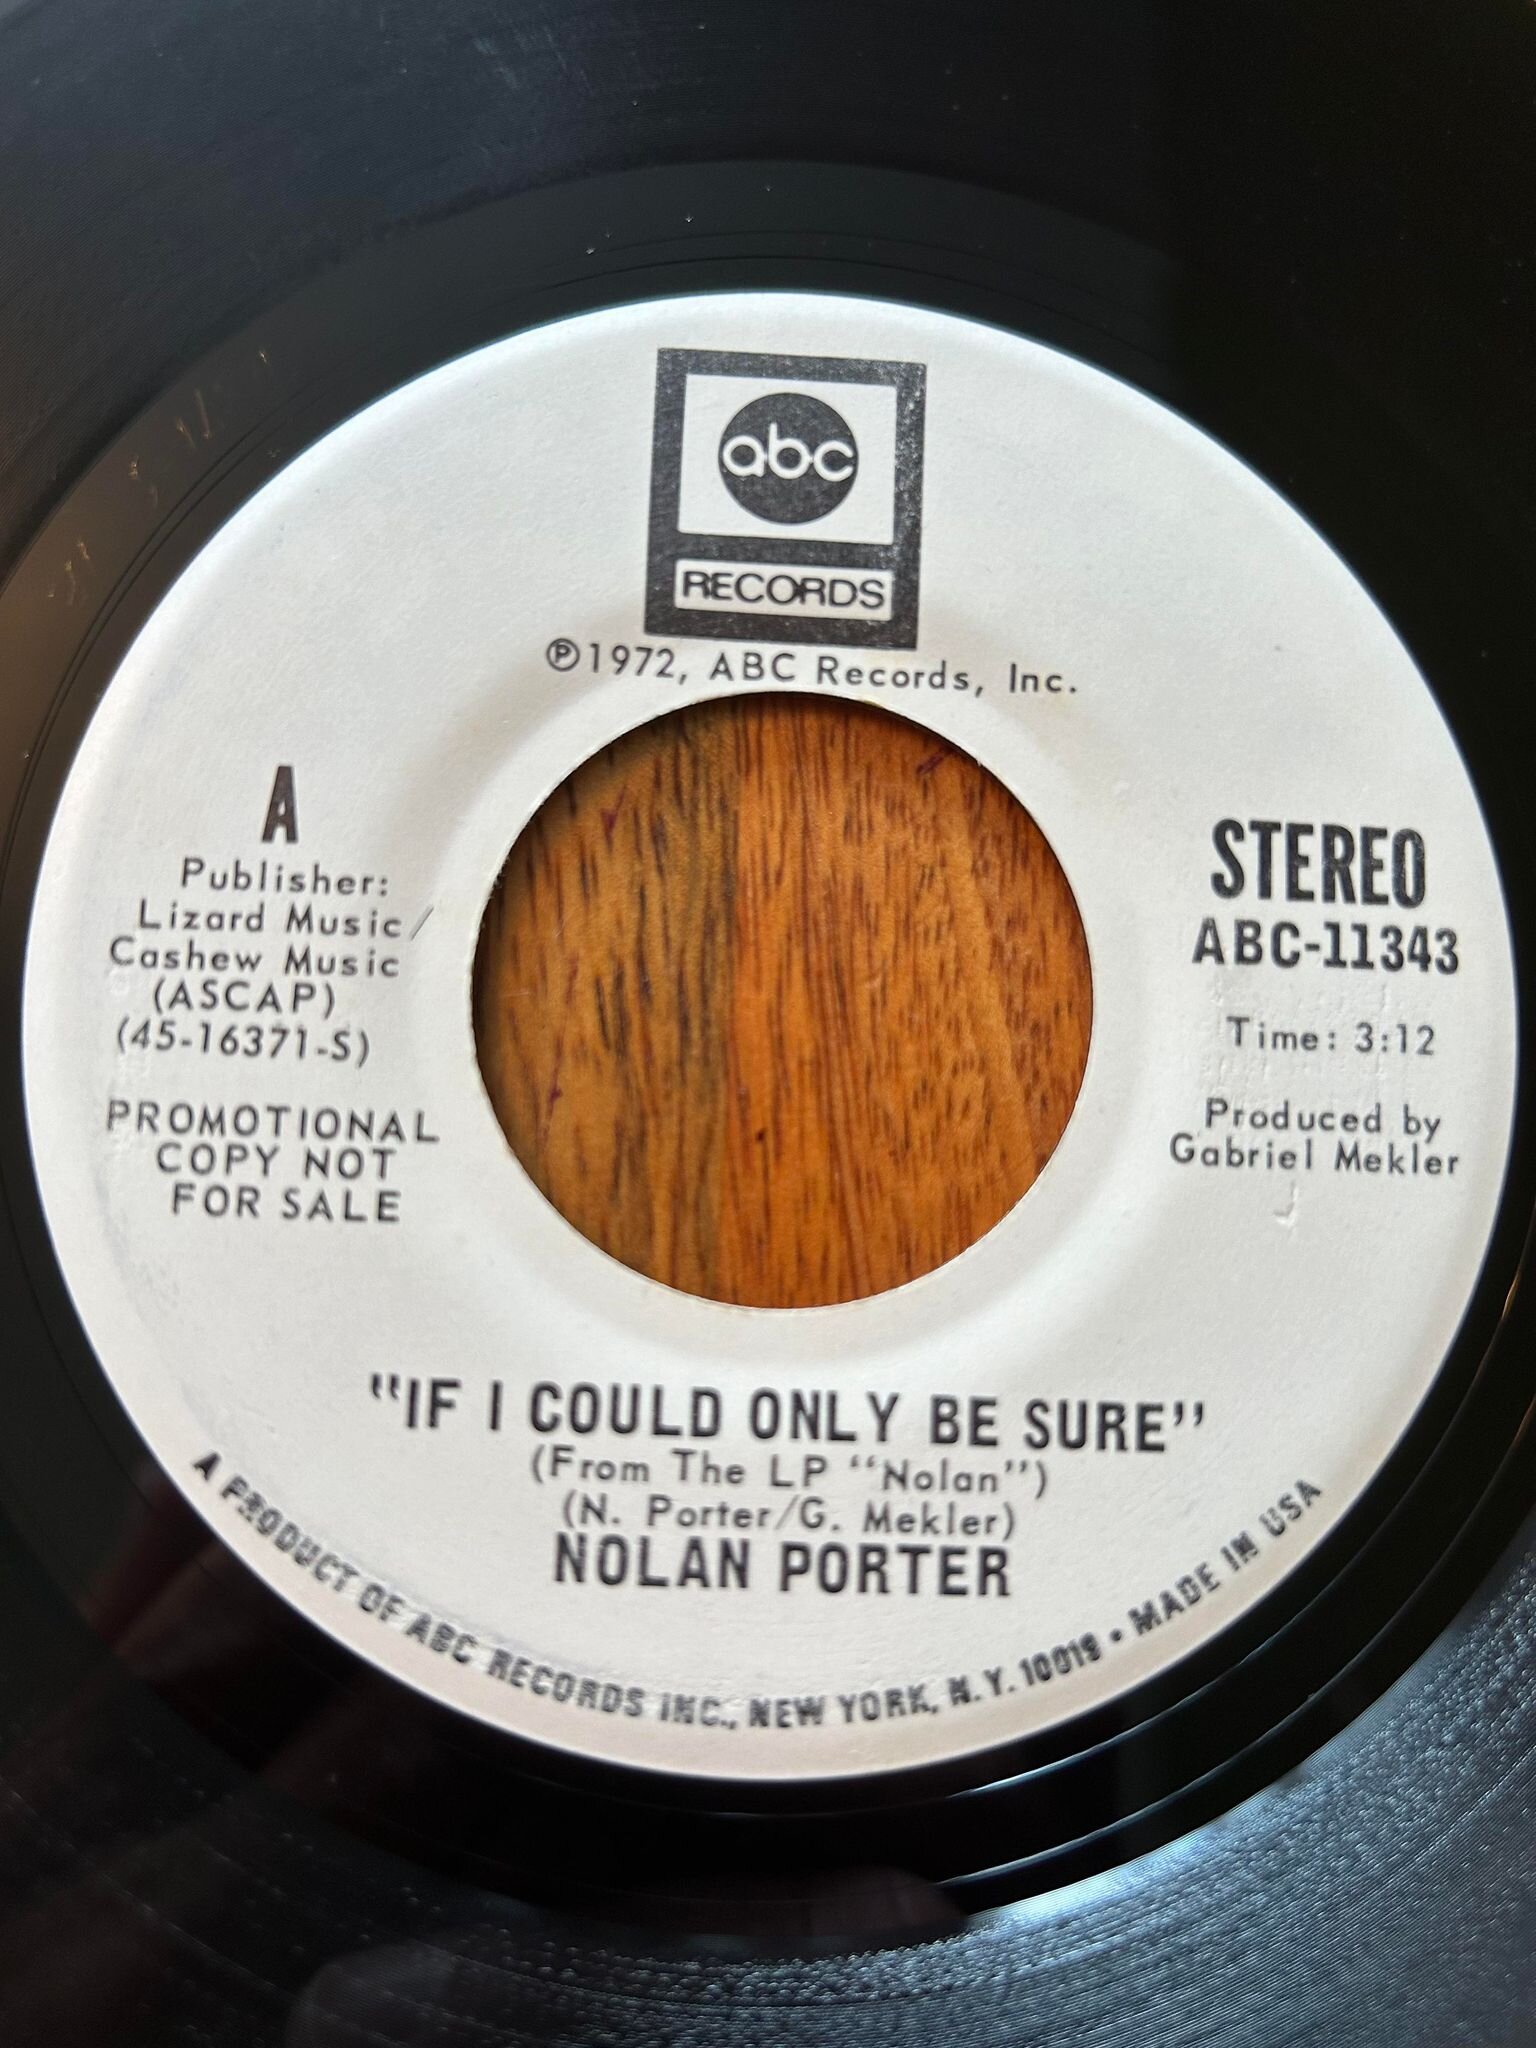 abc
RECORDS
℗1972, ABC Records, Inc.
A
Publisher:
Lizard Music/
Cashew Music
(ASCAP)
(45-16371-S)
PROMOTIONAL
COPY NOT
FOR SALE
STEREO
ABC-11343
Time: 3:12
Produced by
Gabriel Mekler
"IF I COULD ONLY BE SURE"
(From The LP "Nolan")
(N. Porter/G. Mekler)
NOLAN PORTER
A PRODUCT OF ABC RECORDS INC., NEW YORK, N.Y. 10019 • MADE IN USA